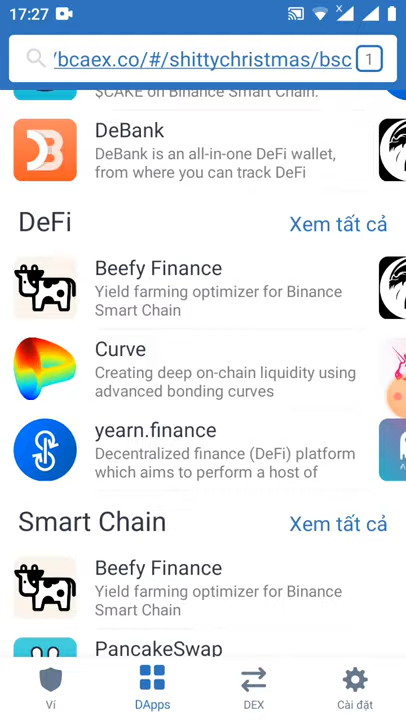 17:27
/bcaex.co/#/shittychristmas/bsc
1
$CAKE on Binance Smart Chain.
DeBank
DeBank is an all-in-one DeFi wallet,
from where you can track DeFi
DeFi
Xem tất cả
Beefy Finance
Yield farming optimizer for Binance
Smart Chain
Curve
Creating deep on-chain liquidity using
advanced bonding curves
yearn.finance
Decentralized finance (DeFi) platform
which aims to perform a host of
Smart Chain
Xem tất cả
Beefy Finance
Yield farming optimizer for Binance
Smart Chain
PancakeSwap
Ví
DApps
DEX
Cài đặt